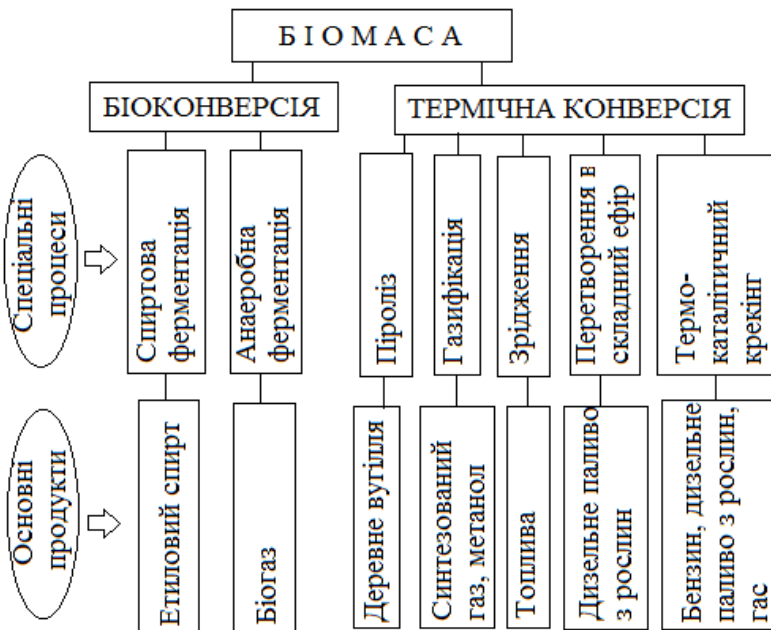 БІОМАСА
БІОКОНВЕРСІЯ
ТЕРМІЧНА КОНВЕРСІЯ
Спеціальні
процеси
Спиртова
ферментація
Анаеробна
ферментація
Піроліз
Газифікація
Зрідження
Перетворення в
складний ефір
Термо-
каталітичний
крекінг
Основні
продукти
Етиловий спирт
Біогаз
Деревне вугілля
Синтезований
газ, метанол
Топлива
Дизельне паливо
з рослин
Бензин, дизельне
паливо з рослин,
гас